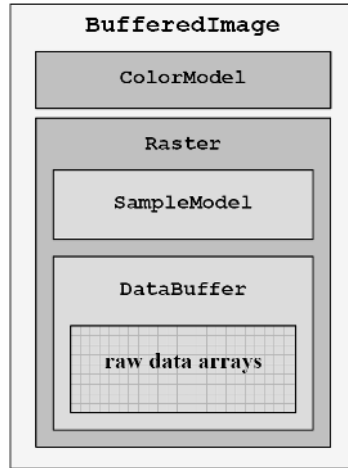 BufferedImage
ColorModel
Raster
SampleModel
DataBuffer
raw data arrays